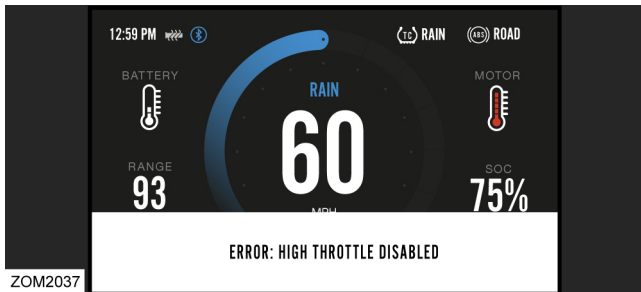 12:59 PM TC RAIN ABS ROAD
BATTERY RAIN MOTOR
60
RANGE SOC
93 75%
MPH
ERROR: HIGH THROTTLE DISABLED
ZOM2037